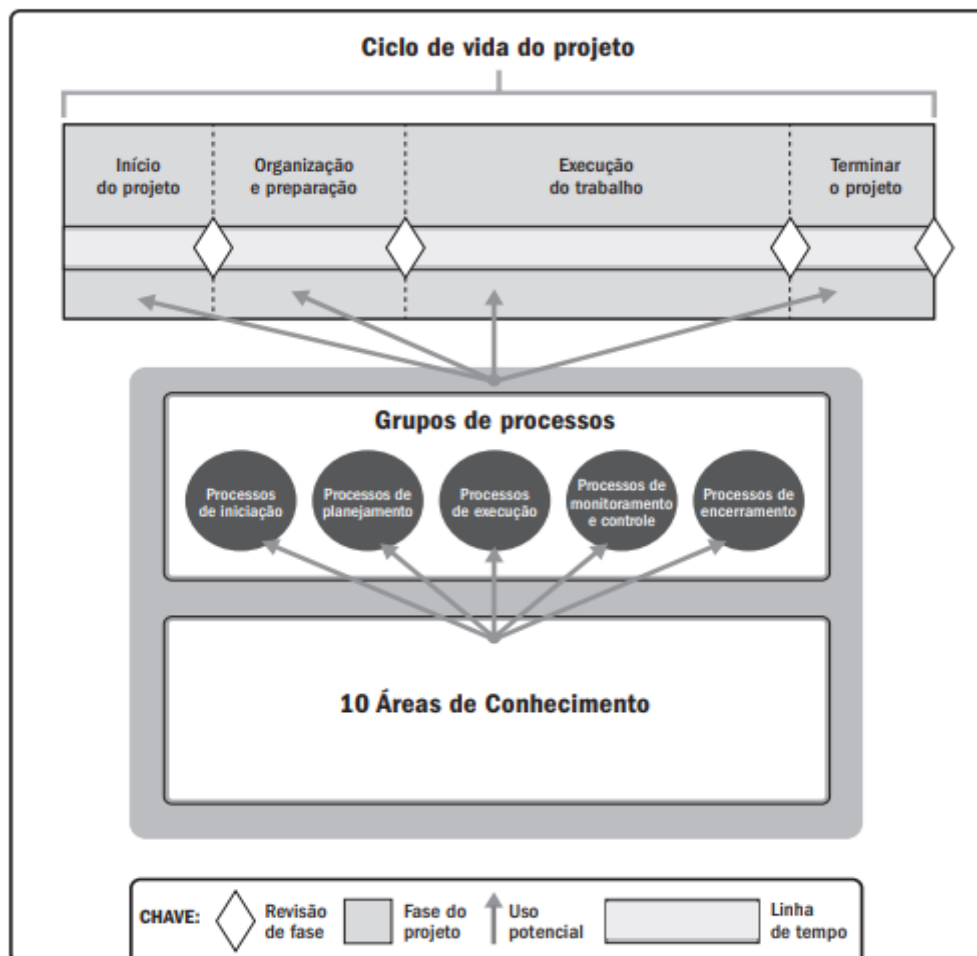 Ciclo de vida do projeto
Início
do projeto
Organização
e preparação
Execução
do trabalho
Terminar
o projeto
Grupos de processos
Processos
de iniciação
Processos de
planejamento
Processos
de execução
Processos de
monitoramento
e controle
Processos de
encerramento
10 Áreas de Conhecimento
CHAVE:
Revisão
de fase
Fase do
projeto
Uso
potencial
Linha
de tempo